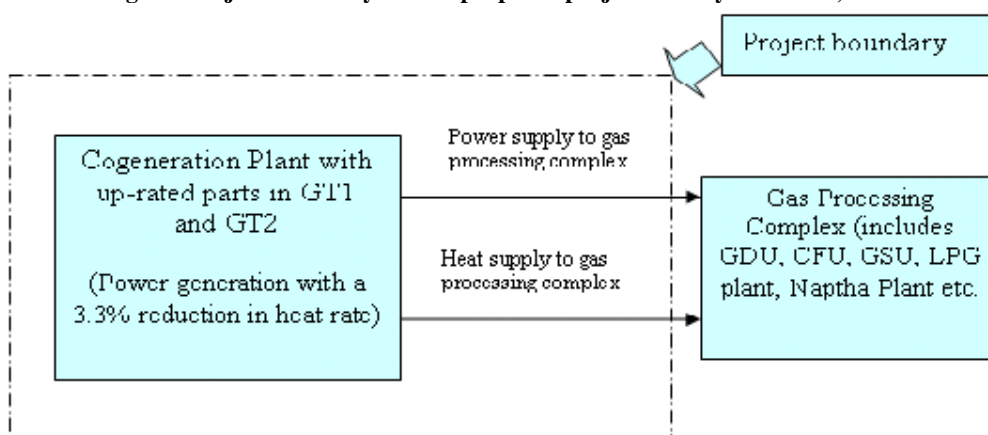 Project boundary
Power supply to gas
processing complex
Cogeneration Plant with
up-rated parts in GT1
and GT2
(Power generation with a
3.3% reduction in heat rate)
Heat supply to gas
processing complex
Gas Processing
Complex (includes
GDU, CFU, GSU, LPG
plant, Naptha Plant etc.